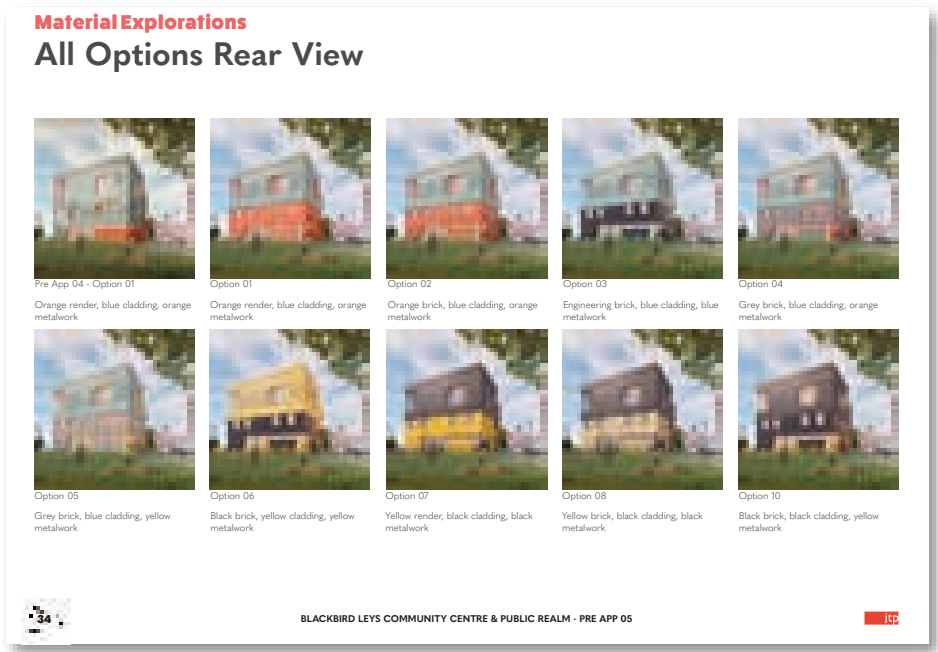 Material Explorations
All Options Rear View
Pre App 04 - Option 01
Orange render, blue cladding, orange
metalwork
Option 01
Orange render, blue cladding, orange
metalwork
Option 02
Orange brick, blue cladding, orange
metalwork
Option 03
Engineering brick, blue cladding, blue
metalwork
Option 04
Grey brick, blue cladding, orange
metalwork
Option 05
Grey brick, blue cladding, yellow
metalwork
Option 06
Black brick, yellow cladding, yellow
metalwork
Option 07
Yellow render, black cladding, black
metalwork
Option 08
Yellow brick, black cladding, black
metalwork
Option 10
Black brick, black cladding, yellow
metalwork
34
BLACKBIRD LEYS COMMUNITY CENTRE & PUBLIC REALM - PRE APP 05
jtp